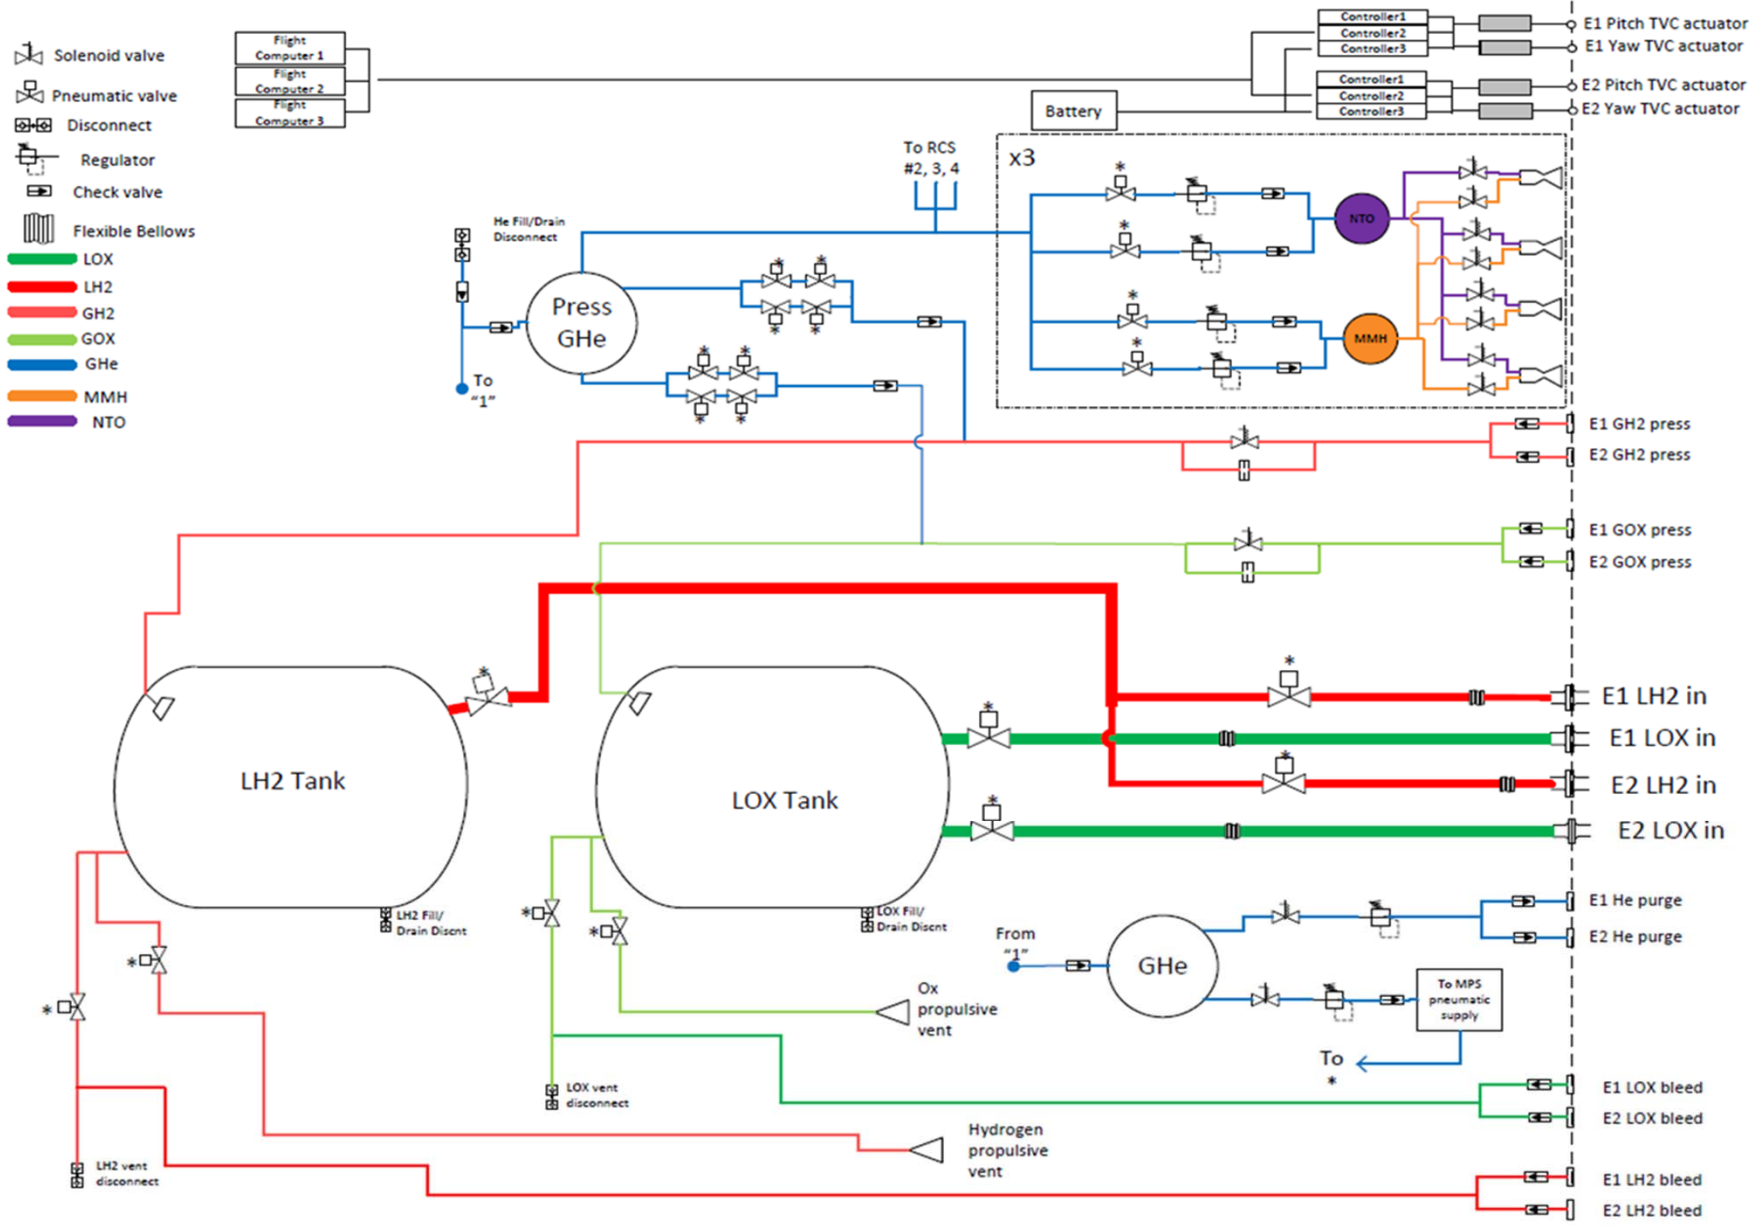 Solenoid valve
Pneumatic valve
Disconnect
Regulator
Check valve
Flexible Bellows
LOX
LH2
GH2
GOX
GHe
MMH
NTO
Flight
Computer 1
Flight
Computer 2
Flight
Computer 3
Battery
Controller1
Controller2
Controller3
Controller1
Controller2
Controller3
E1 Pitch TVC actuator
E1 Yaw TVC actuator
E2 Pitch TVC actuator
E2 Yaw TVC actuator
To RCS
#2, 3, 4
x3
*
*
*
*
NTO
MMH
He Fill/Drain
Disconnect
Press
GHe
To
"1"
*
*
*
*
*
*
*
*
E1 GH2 press
E2 GH2 press
E1 GOX press
E2 GOX press
LH2 Tank
*
LOX Tank
*
*
*
*
E1 LH2 in
E1 LOX in
E2 LH2 in
E2 LOX in
LH2 Fill/
Drain Discnt
LOX Fill/
Drain Discnt
*
*
*
*
From
"1"
GHe
E1 He purge
E2 He purge
To MPS
pneumatic
supply
To
*
Ox
propulsive
vent
LOX vent
disconnect
Hydrogen
propulsive
vent
LH2 vent
disconnect
E1 LOX bleed
E2 LOX bleed
E1 LH2 bleed
E2 LH2 bleed